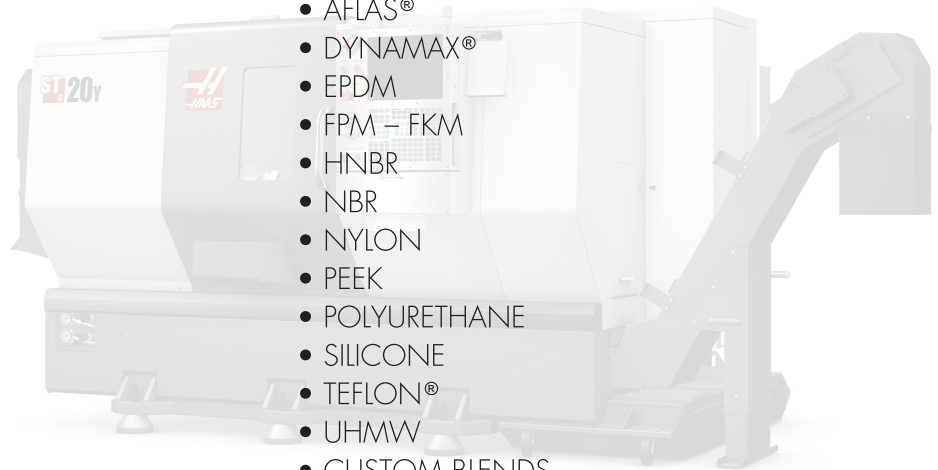 • AFLAS®
• DYNAMAX®
• EPDM
• FPM – FKM
• HNBR
• NBR
• NYLON
• PEEK
• POLYURETHANE
• SILICONE
• TEFLON®
• UHMW
• CUSTOM BLENDS
ST 20Y
HAAS